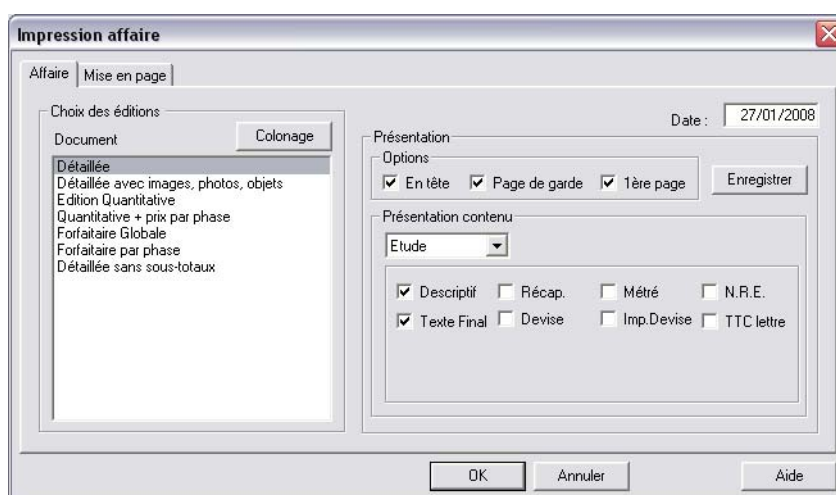 Impression affaire
Affaire
Mise en page
Choix des éditions
Document
Colonage
Détaillée
Détaillée avec images, photos, objets
Edition Quantitative
Quantitative + prix par phase
Forfaitaire Globale
Forfaitaire par phase
Détaillée sans sous-totaux
Date :
27/01/2008
Présentation
Options
En tête
Page de garde
1ère page
Enregistrer
Présentation contenu
Etude
Descriptif
Récap.
Métré
N.R.E.
Texte Final
Devise
Imp.Devise
TTC lettre
OK
Annuler
Aide